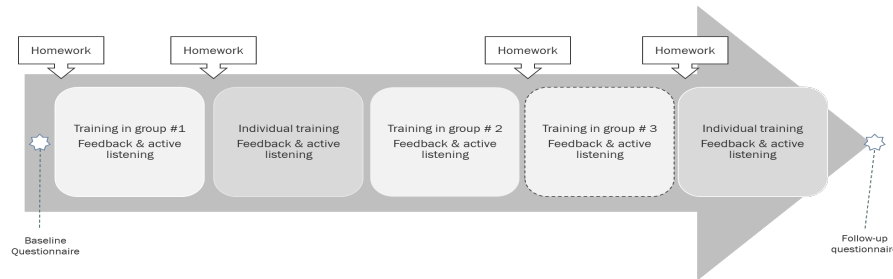 Homework
Homework
Homework
Homework
Training in group #1
Feedback & active
listening
Individual training
Feedback & active
listening
Training in group # 2
Feedback & active
listening
Training in group # 3
Feedback & active
listening
Individual training
Feedback & active
listening
Baseline
Questionnaire
Follow-up
questionnair